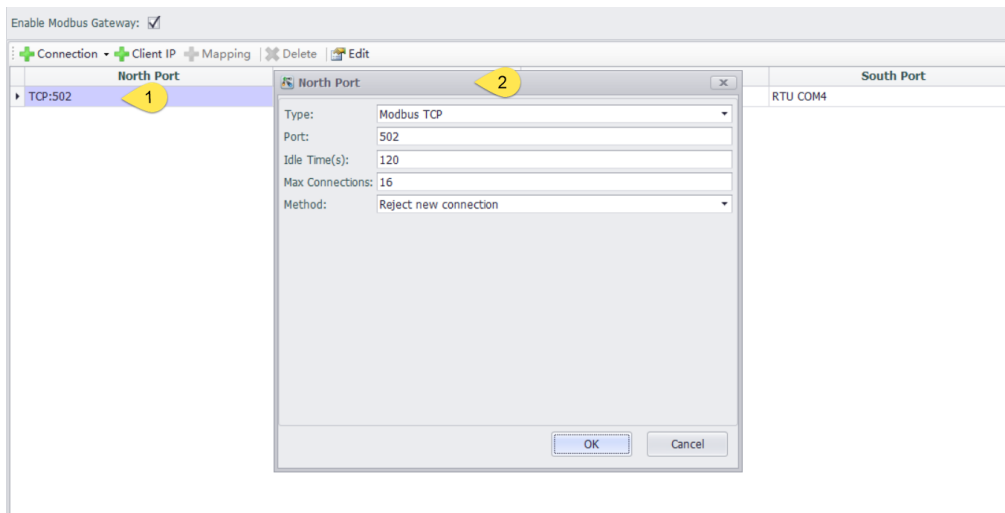 Enable Modbus Gateway:
Connection Client IP Mapping Delete Edit
North Port South Port
TCP:502 1 RTU COM4
North Port 2
Type: Modbus TCP
Port: 502
Idle Time(s): 120
Max Connections: 16
Method: Reject new connection
OK Cancel